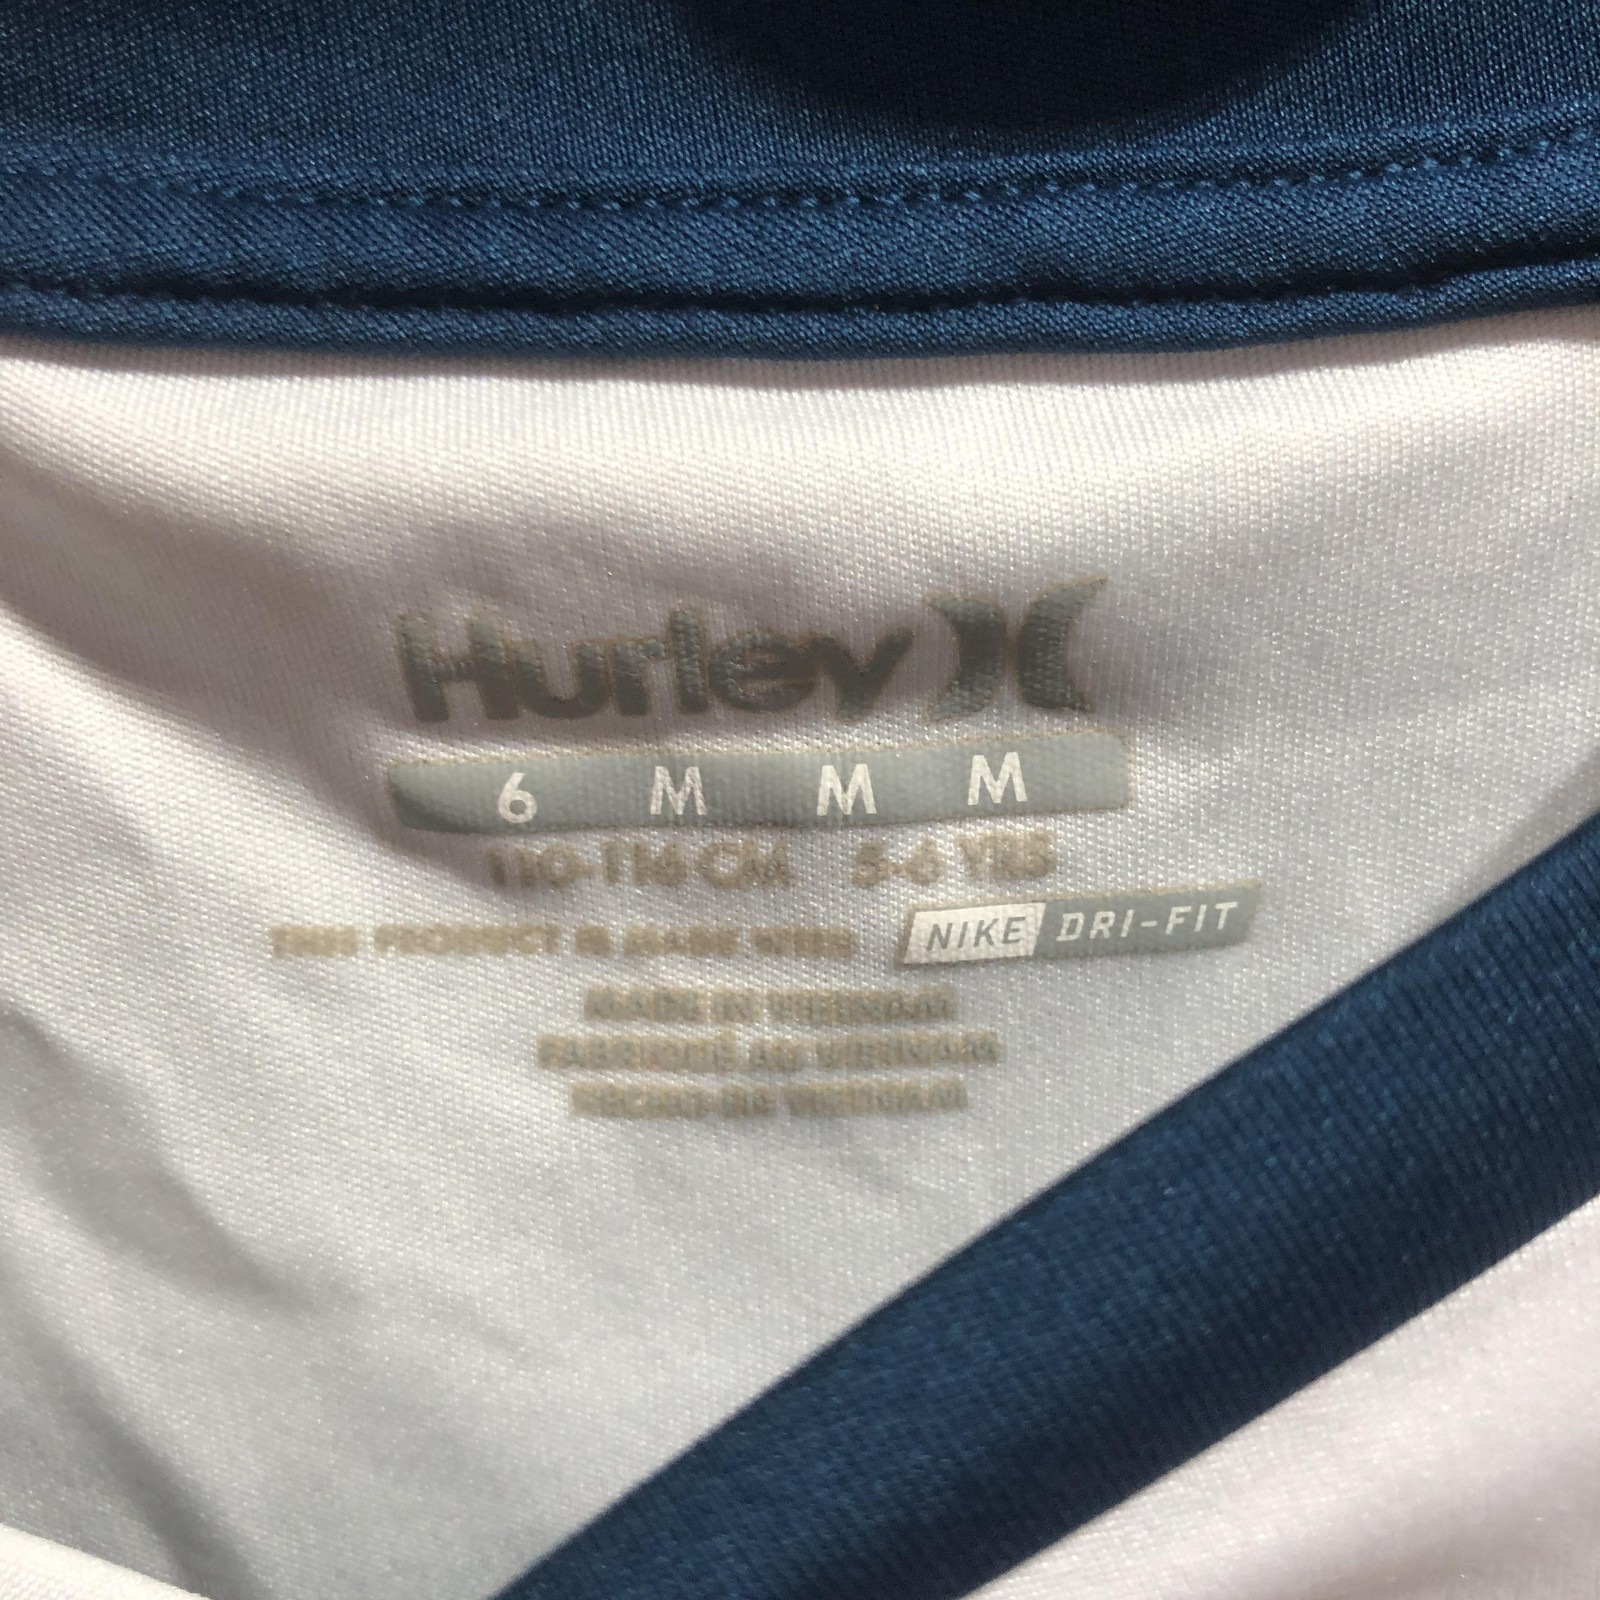 Hurley
6 M M M
110-116 CM 5-6 YRS
THIS PRODUCT IS MADE WITH NIKE DRI-FIT
MADE IN VIETNAM
FABRIQUÉ AU VIETNAM
HECHO EN VIETNAM